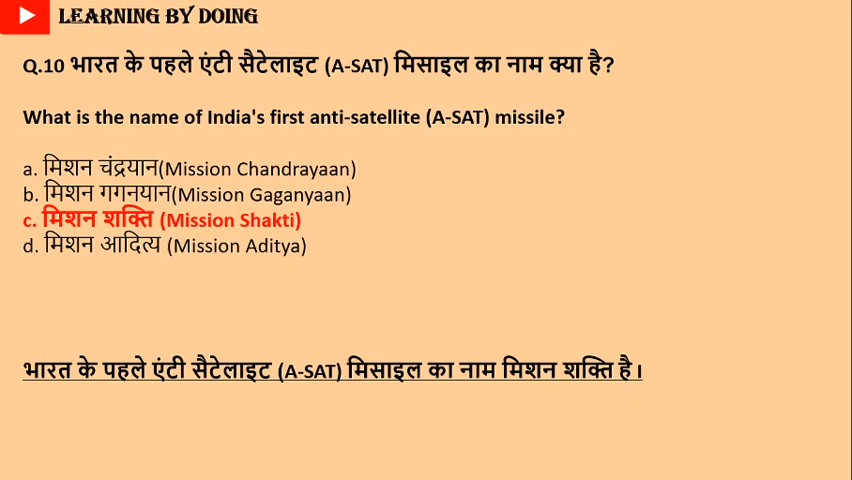 LEARNING BY DOING
Q.10 भारत के पहले एंटी सैटेलाइट (A-SAT) मिसाइल का नाम क्या है?
What is the name of India's first anti-satellite (A-SAT) missile?
a. मिशन चंद्रयान(Mission Chandrayaan)
b. मिशन गगनयान(Mission Gaganyaan)
c. मिशन शक्ति (Mission Shakti)
d. मिशन आदित्य (Mission Aditya)
भारत के पहले एंटी सैटेलाइट (A-SAT) मिसाइल का नाम मिशन शक्ति है।